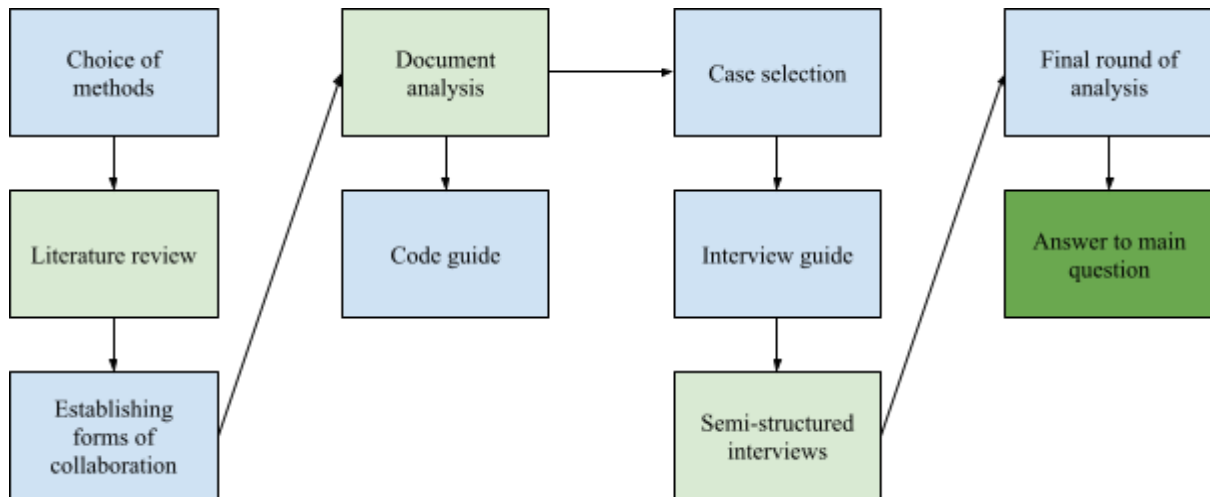 Choice of
methods
Literature review
Establishing
forms of
collaboration
Document
analysis
Code guide
Case selection
Interview guide
Semi-structured
interviews
Final round of
analysis
Answer to main
question